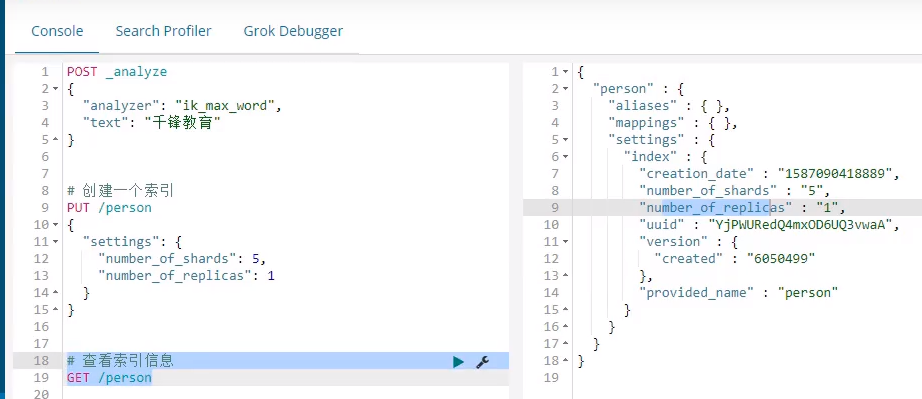 Console Search Profiler Grok Debugger
1 POST _analyze
2 {
3 "analyzer": "ik_max_word",
4 "text": "千锋教育"
5 }
6
7
8 # 创建一个索引
9 PUT /person
10 {
11 "settings": {
12 "number_of_shards": 5,
13 "number_of_replicas": 1
14 }
15 }
16
17
18 # 查看索引信息
19 GET /person
20
1 {
2 "person" : {
3 "aliases" : { },
4 "mappings" : { },
5 "settings" : {
6 "index" : {
7 "creation_date" : "1587090418889",
8 "number_of_shards" : "5",
9 "number_of_replicas" : "1",
10 "uuid" : "YjPWURedQ4mxOD6UQ3vwaA",
11 "version" : {
12 "created" : "6050499"
13 },
14 "provided_name" : "person"
15 }
16 }
17 }
18 }
19